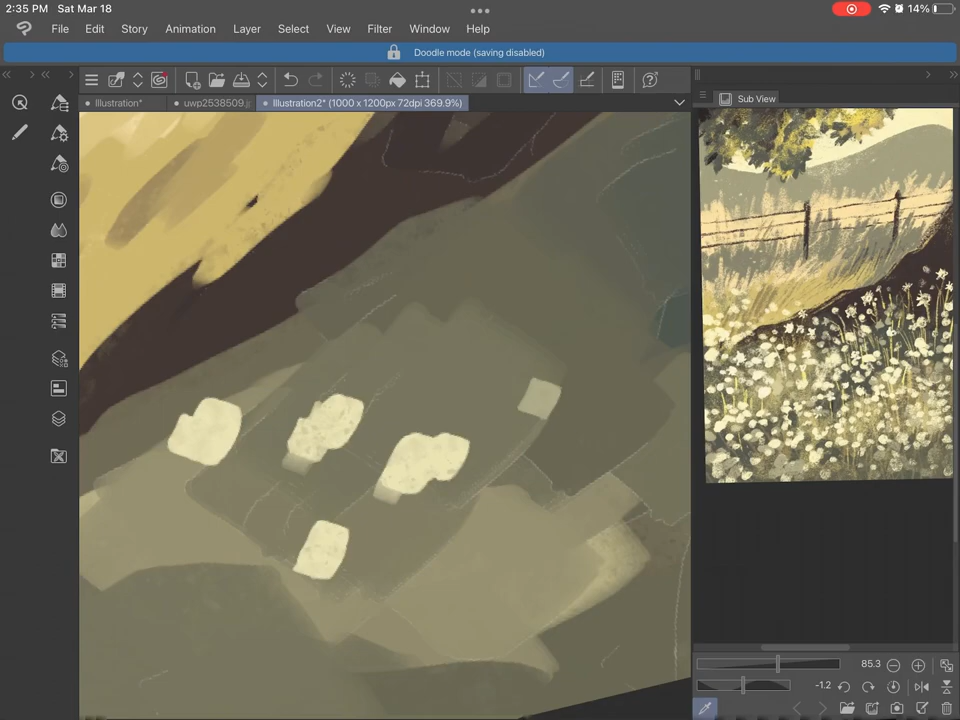 2:35 PM Sat Mar 18
14%
File Edit Story Animation Layer Select View Filter Window Help
Doodle mode (saving disabled)
Illustration* uwp2538509.j Illustration2* (1000 x 1200px 72dpi 369.9%)
Sub View
85.3
-1.2